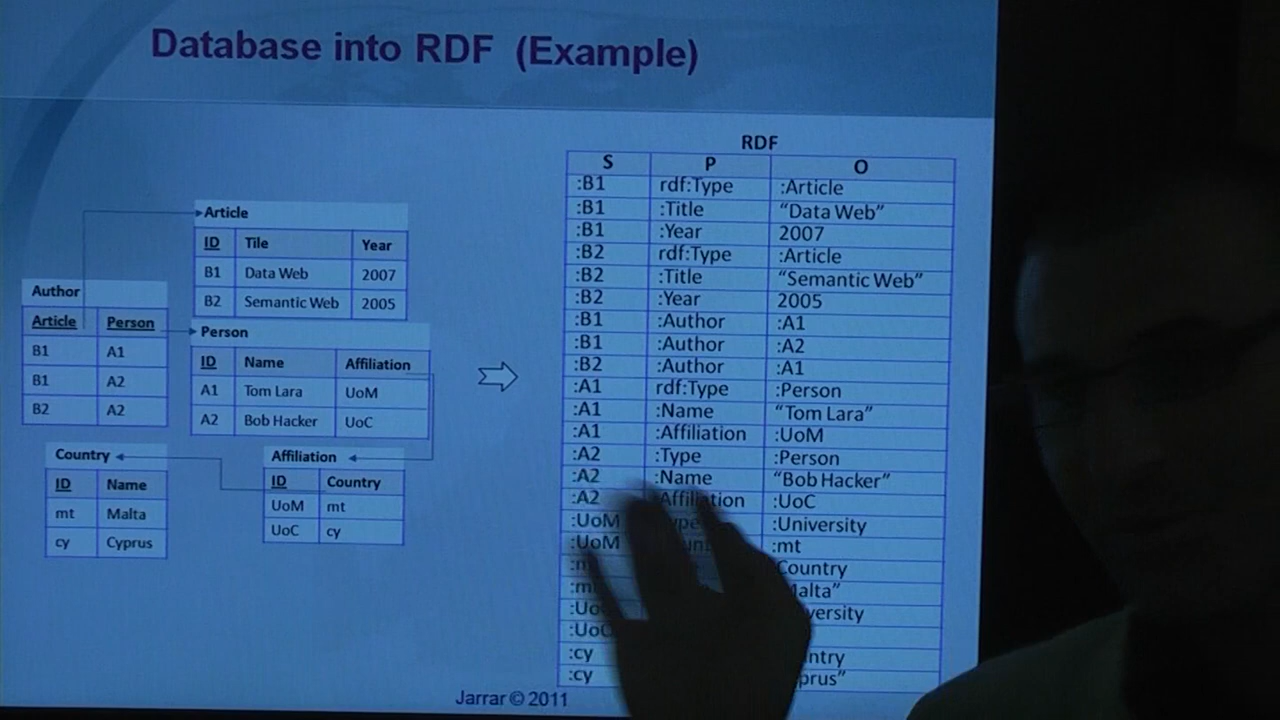 Database into RDF (Example)
Article
ID Tile Year
B1 Data Web 2007
B2 Semantic Web 2005
Author
Article Person
B1 A1
B1 A2
B2 A2
Person
ID Name Affiliation
A1 Tom Lara UoM
A2 Bob Hacker UoC
Country
ID Name
mt Malta
cy Cyprus
Affiliation
ID Country
UoM mt
UoC cy
RDF
S P O
:B1 rdf:Type :Article
:B1 :Title “Data Web”
:B1 :Year 2007
:B2 rdf:Type :Article
:B2 :Title “Semantic Web”
:B2 :Year 2005
:B1 :Author :A1
:B1 :Author :A2
:B2 :Author :A1
:A1 rdf:Type :Person
:A1 :Name “Tom Lara”
:A1 :Affiliation :UoM
:A2 :Type :Person
:A2 :Name “Bob Hacker”
:A2 Affiliation :UoC
:UoM :University
:UoM :mt
Country
:cy
:cy
Jarrar © 2011